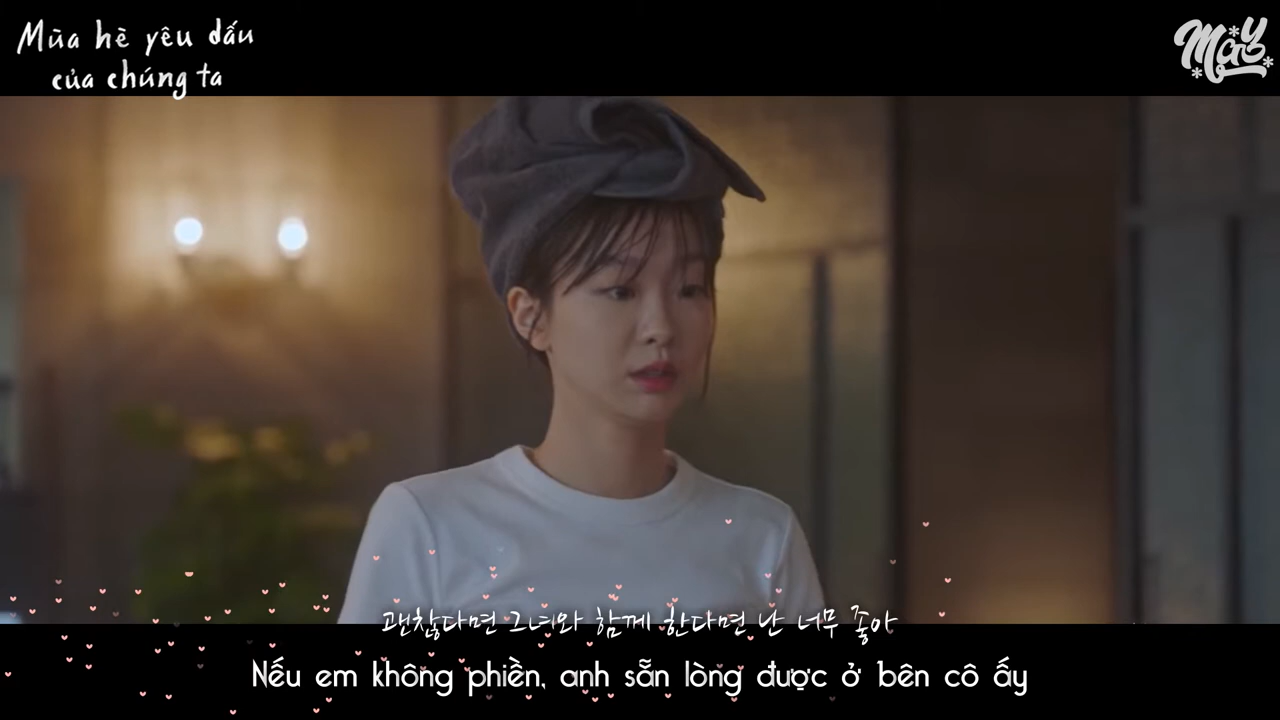 Mùa hè yêu dấu
của chúng ta
Mây
괜찮다면 그녀와 함께 한다면 난 너무 좋아
Nếu em không phiền, anh sẵn lòng được ở bên cô ấy